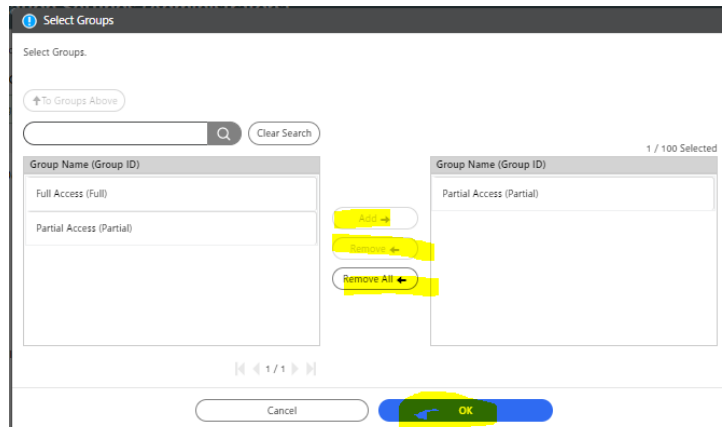 Select Groups
Select Groups.
To Groups Above
Clear Search
1 / 100 Selected
Group Name (Group ID)
Group Name (Group ID)
Full Access (Full)
Partial Access (Partial)
Partial Access (Partial)
Add
Remove
Remove All
1 / 1
Cancel
OK